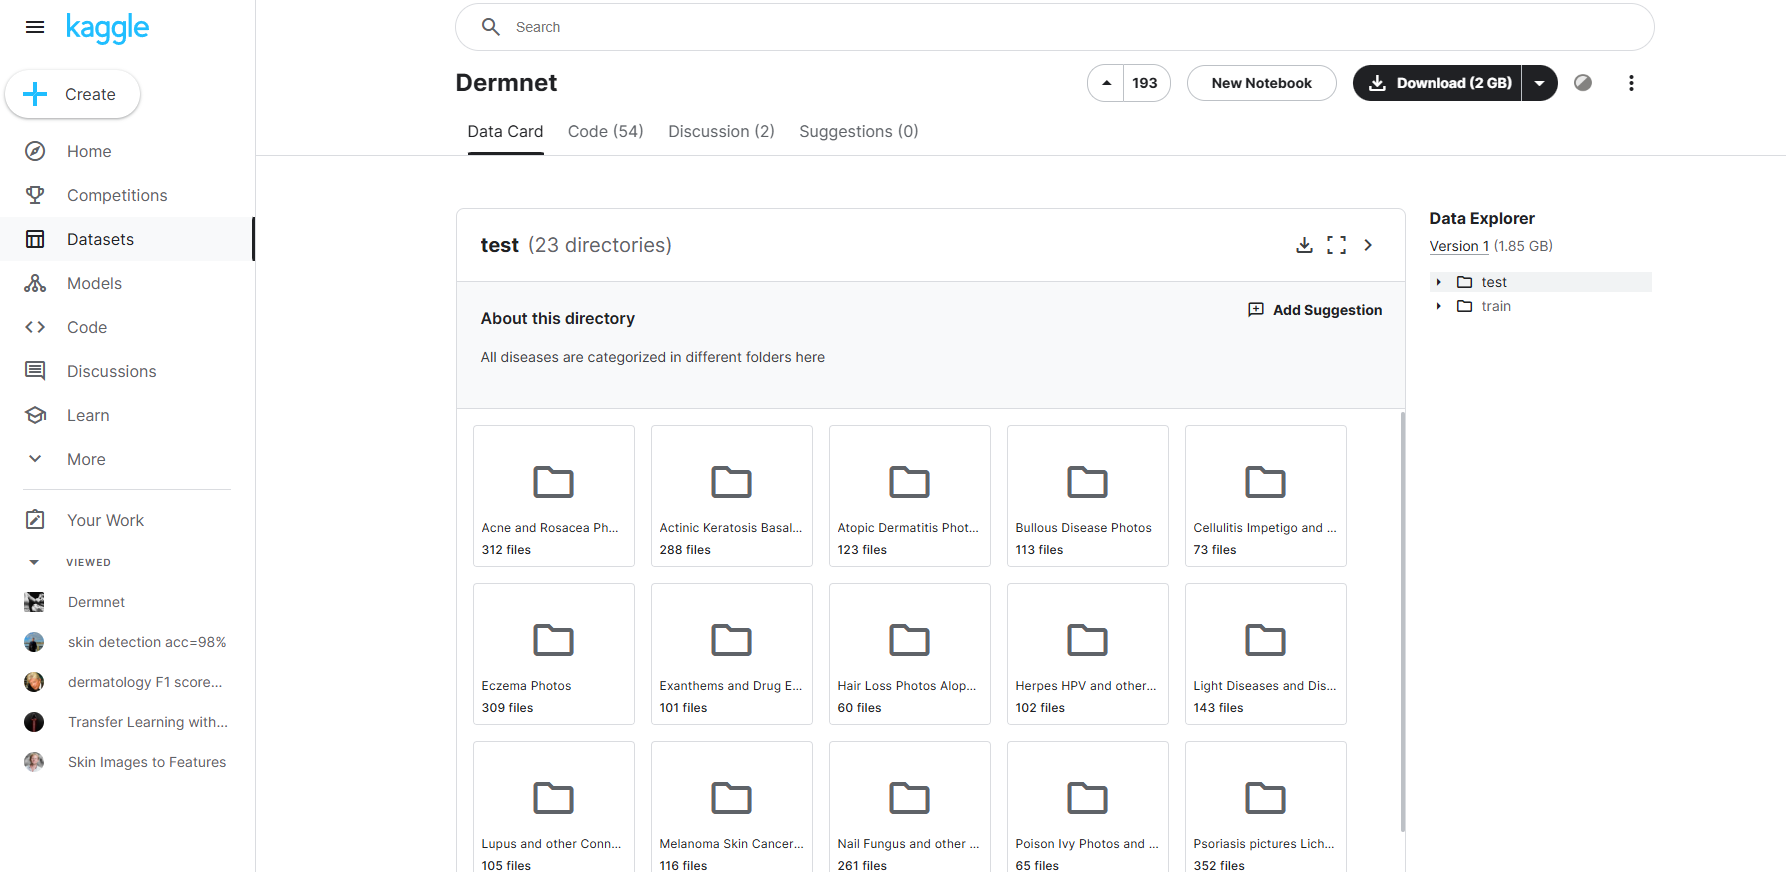 kaggle
Search
Create
Home
Competitions
Datasets
Models
Code
Discussions
Learn
More
Your Work
VIEWED
Dermnet
skin detection acc=98%
dermatology F1 score...
Transfer Learning with...
Skin Images to Features
Dermnet
193
New Notebook
Download (2 GB)
Data Card
Code (54)
Discussion (2)
Suggestions (0)
test (23 directories)
About this directory
Add Suggestion
All diseases are categorized in different folders here
Acne and Rosacea Ph...
312 files
Actinic Keratosis Basal...
288 files
Atopic Dermatitis Phot...
123 files
Bullous Disease Photos
113 files
Cellulitis Impetigo and ...
73 files
Eczema Photos
309 files
Exanthems and Drug E...
101 files
Hair Loss Photos Alop...
60 files
Herpes HPV and other...
102 files
Light Diseases and Dis...
143 files
Lupus and other Conn...
105 files
Melanoma Skin Cancer...
116 files
Nail Fungus and other ...
261 files
Poison Ivy Photos and ...
65 files
Psoriasis pictures Lich...
352 files
Data Explorer
Version 1 (1.85 GB)
test
train